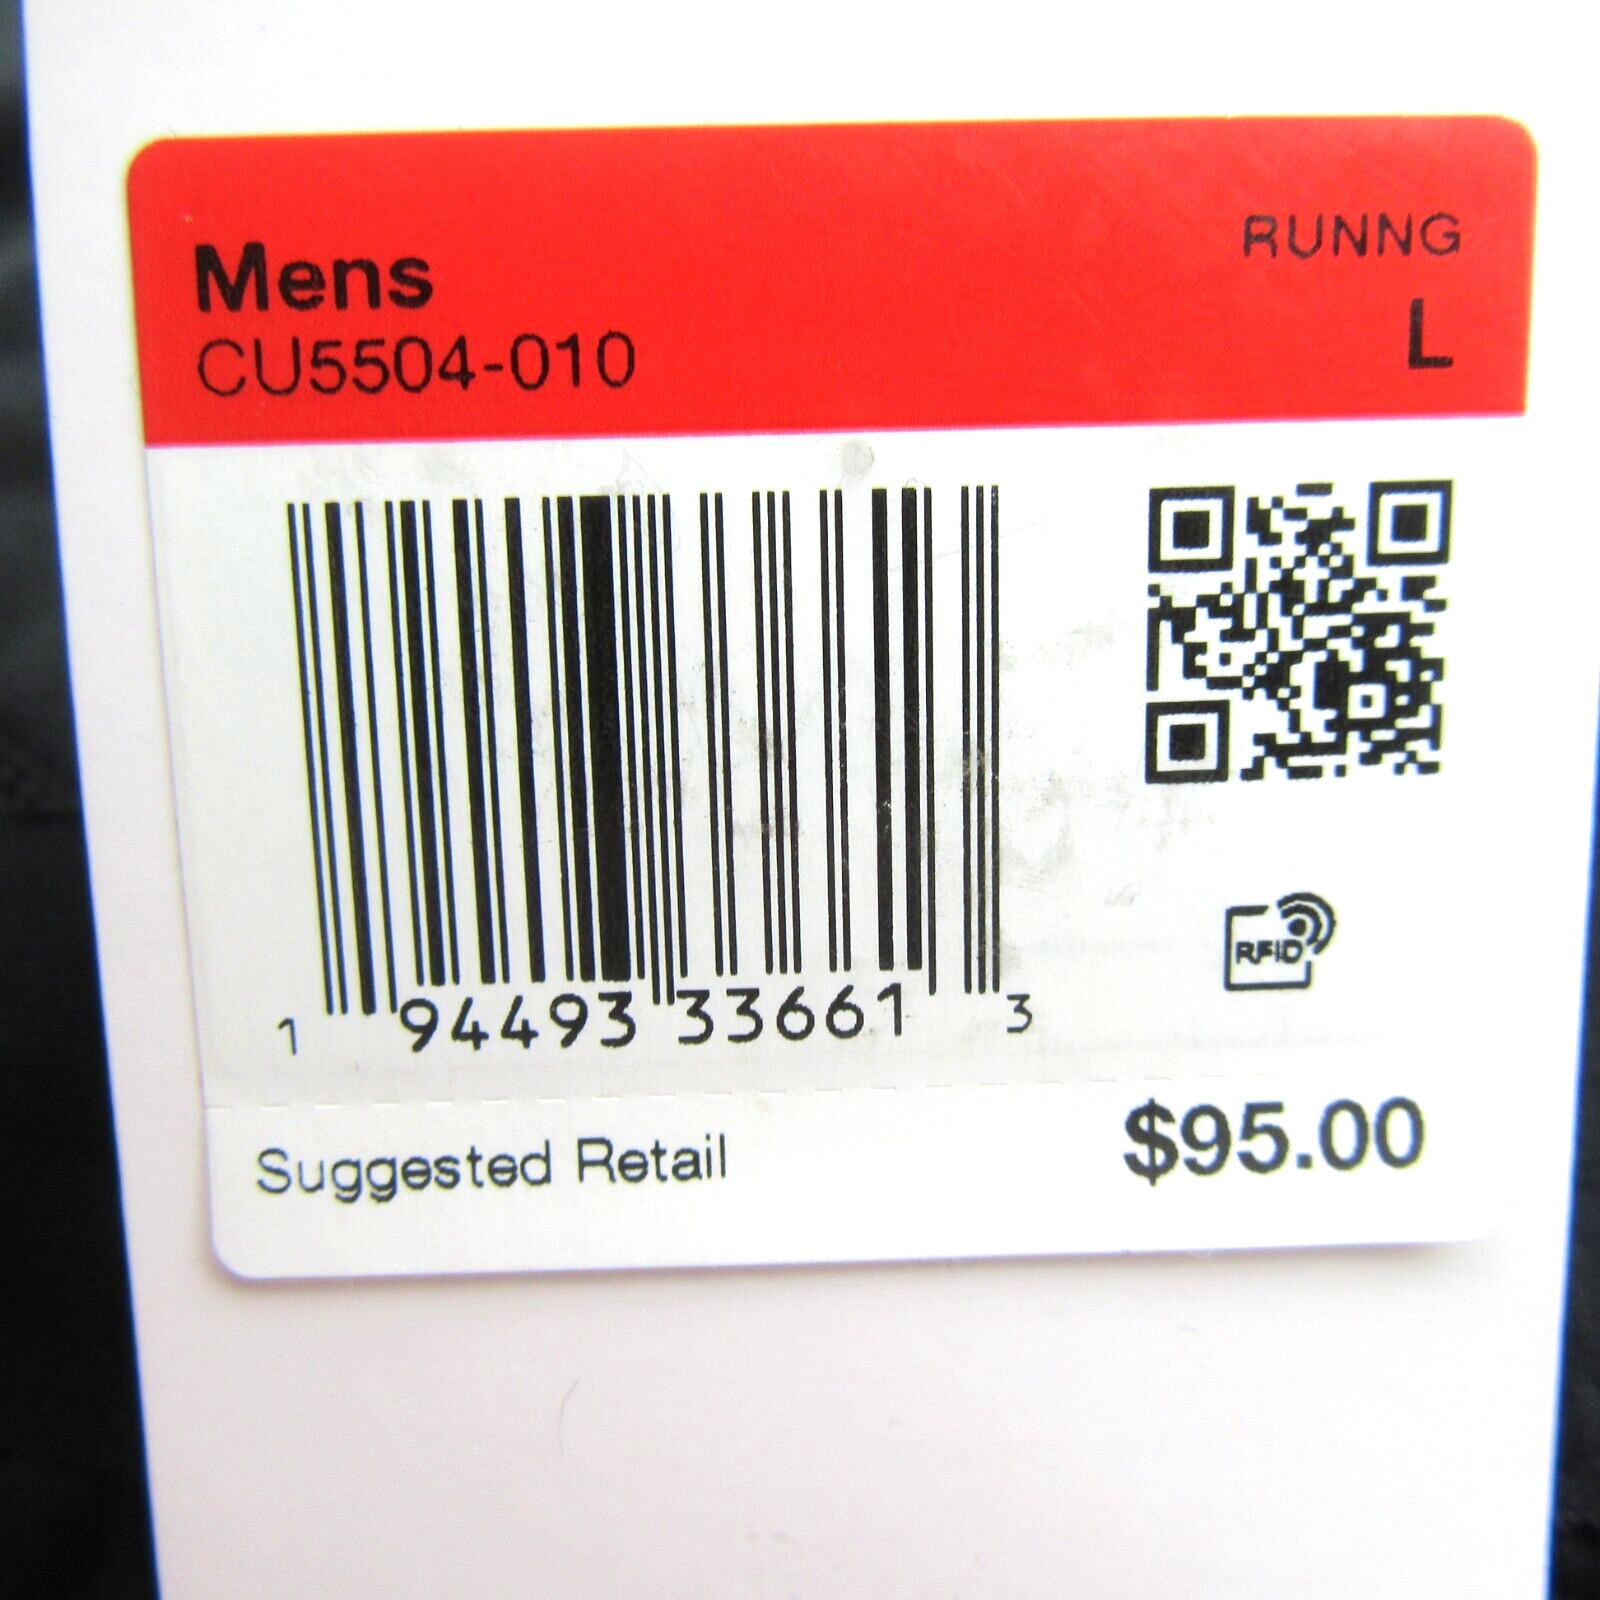 Mens
RUNNG
CU5504-010
L
1 94493 33661 3
RFID
Suggested Retail
$95.00